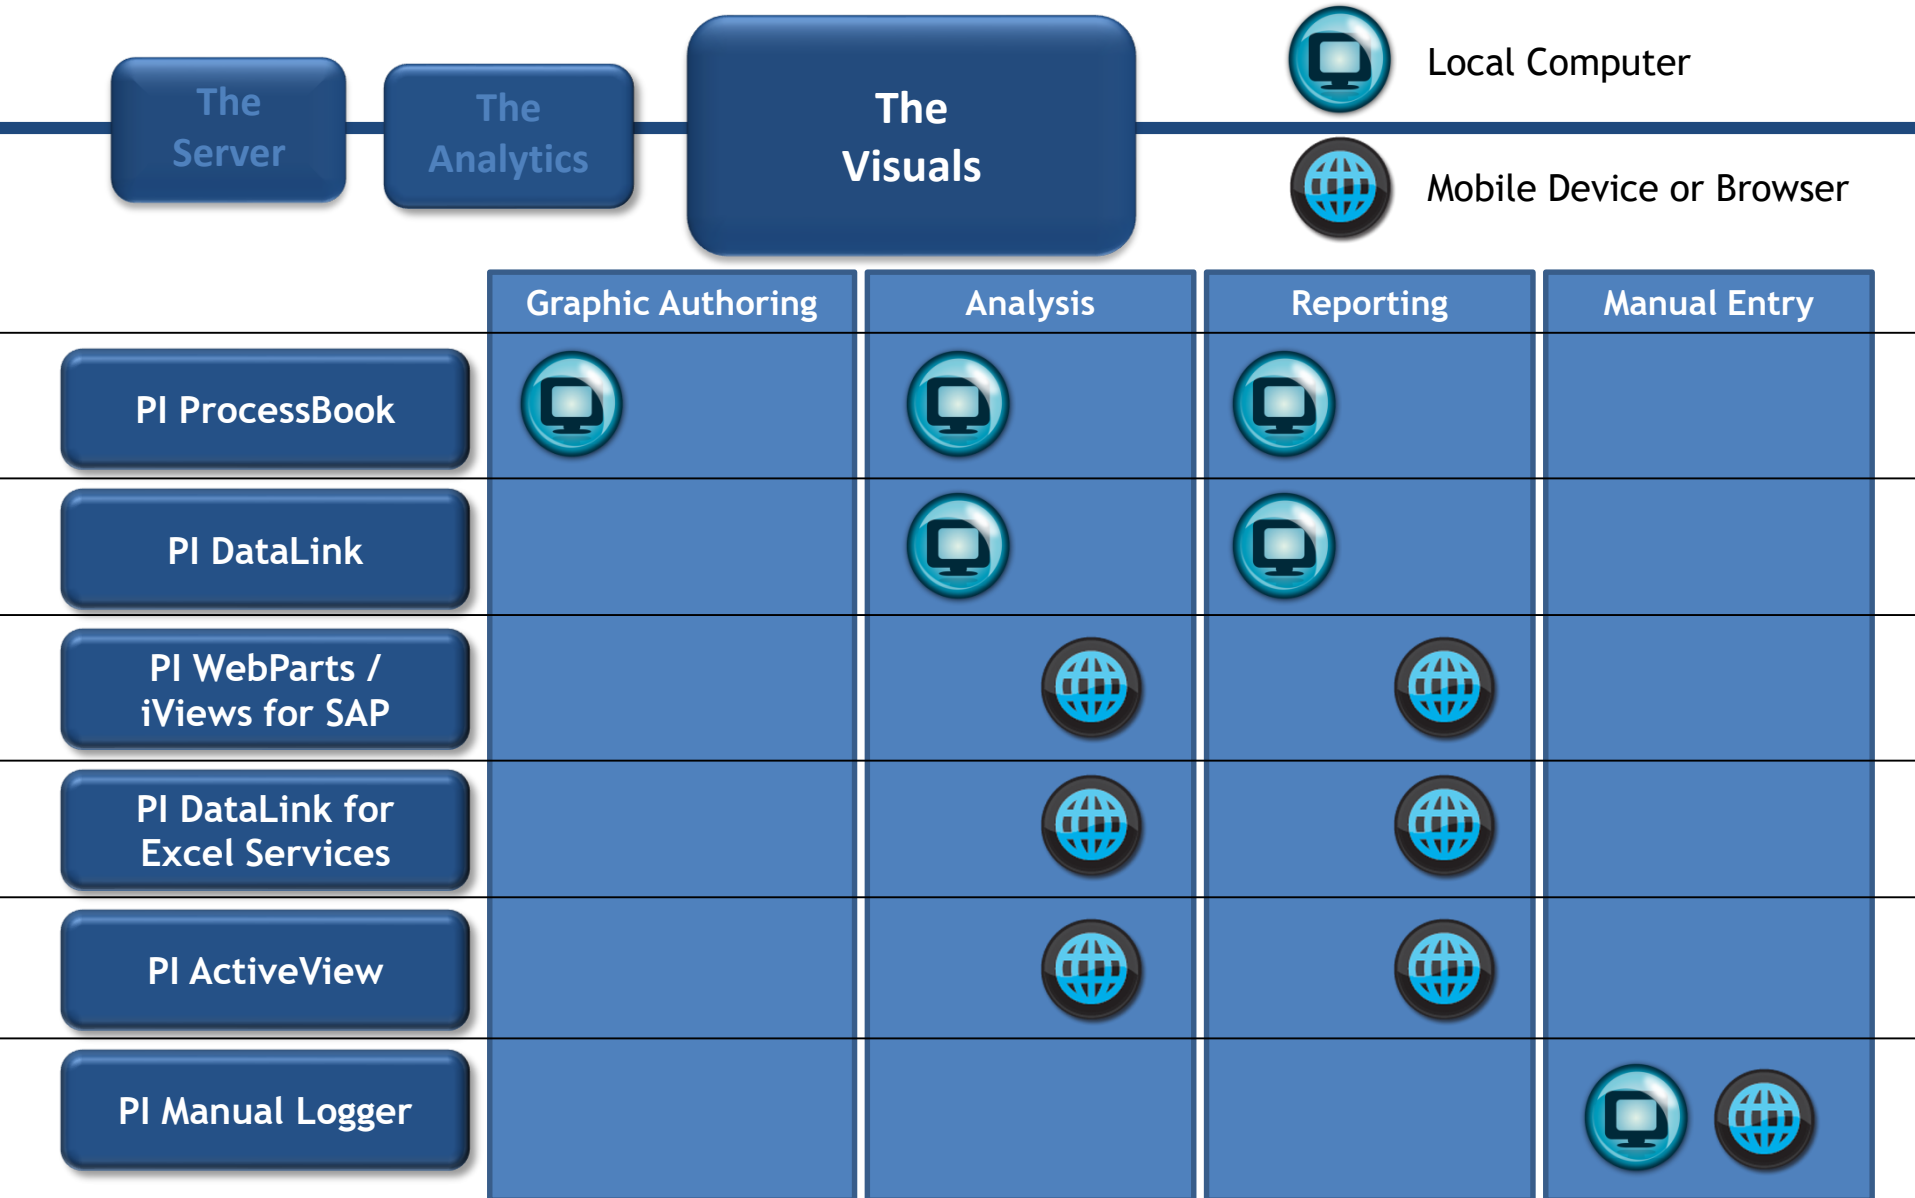 The
Server
The
Analytics
The
Visuals
Local Computer
Mobile Device or Browser
Graphic Authoring
Analysis
Reporting
Manual Entry
PI ProcessBook
PI DataLink
PI WebParts /
iViews for SAP
PI DataLink for
Excel Services
PI ActiveView
PI Manual Logger